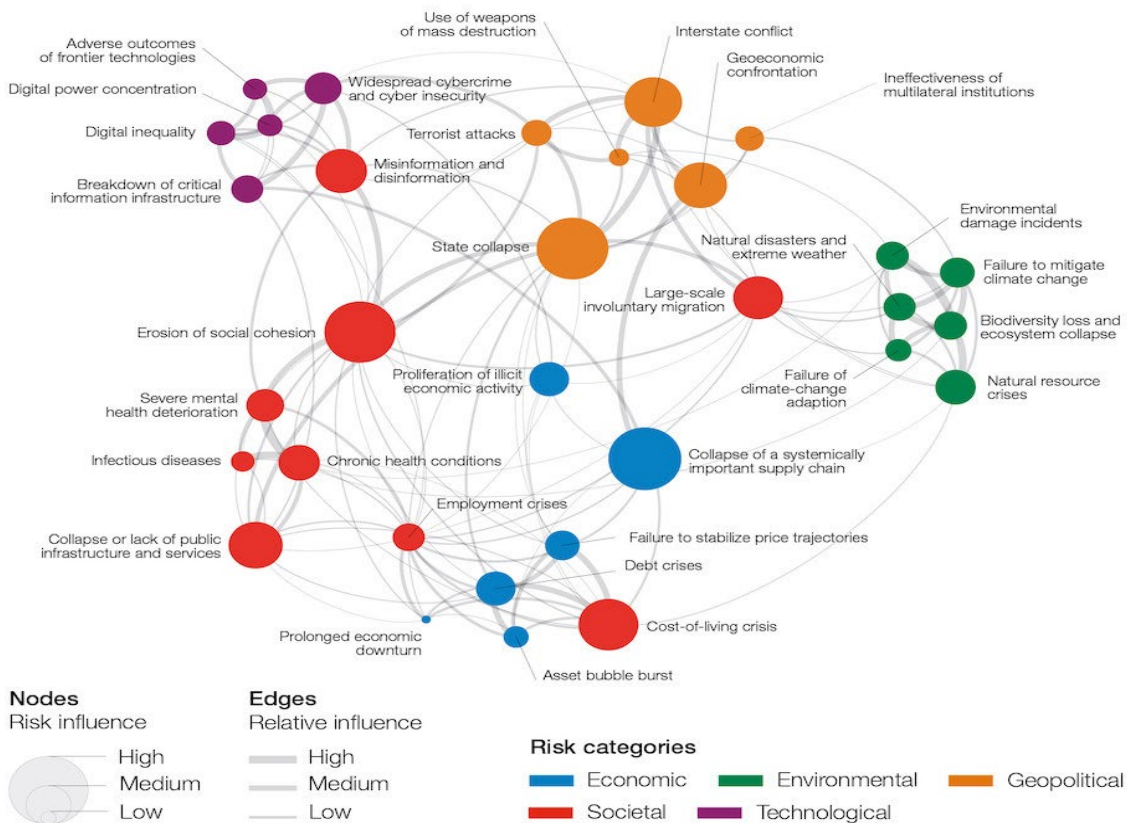 Use of weapons
of mass destruction
Interstate conflict
Adverse outcomes
of frontier technologies
Geoeconomic
confrontation
Widespread cybercrime
and cyber insecurity
Ineffectiveness of
multilateral institutions
Digital power concentration
Digital inequality
Terrorist attacks
Misinformation and
disinformation
Breakdown of critical
information infrastructure
Environmental
damage incidents
State collapse
Natural disasters and
extreme weather
Failure to mitigate
climate change
Large-scale
involuntary migration
Erosion of social cohesion
Biodiversity loss and
ecosystem collapse
Proliferation of illicit
economic activity
Failure of
climate-change
adaption
Natural resource
crises
Severe mental
health deterioration
Infectious diseases
Chronic health conditions
Collapse of a systemically
important supply chain
Employment crises
Collapse or lack of public
infrastructure and services
Failure to stabilize price trajectories
Debt crises
Prolonged economic
downturn
Cost-of-living crisis
Asset bubble burst
Nodes
Risk influence
High
Medium
Low
Edges
Relative influence
High
Medium
Low
Risk categories
Economic
Environmental
Geopolitical
Societal
Technological